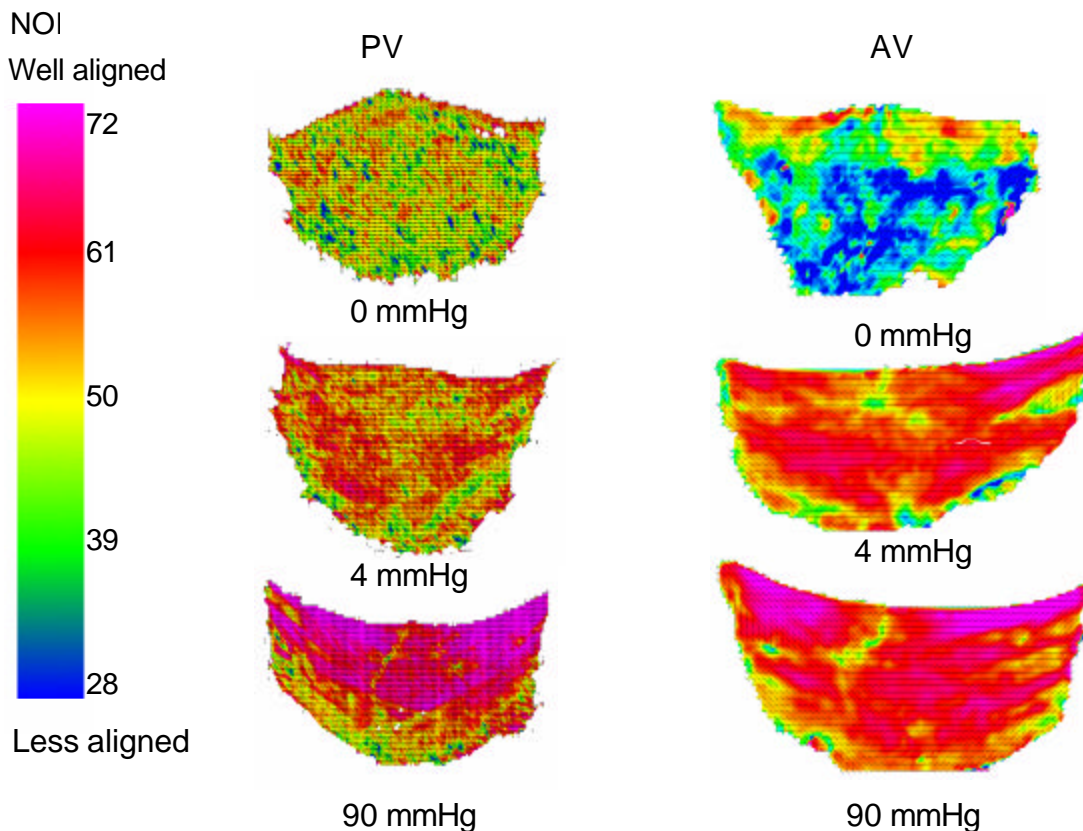 NOI
Well aligned
72
61
50
39
28
Less aligned
PV
AV
0 mmHg
0 mmHg
4 mmHg
4 mmHg
90 mmHg
90 mmHg